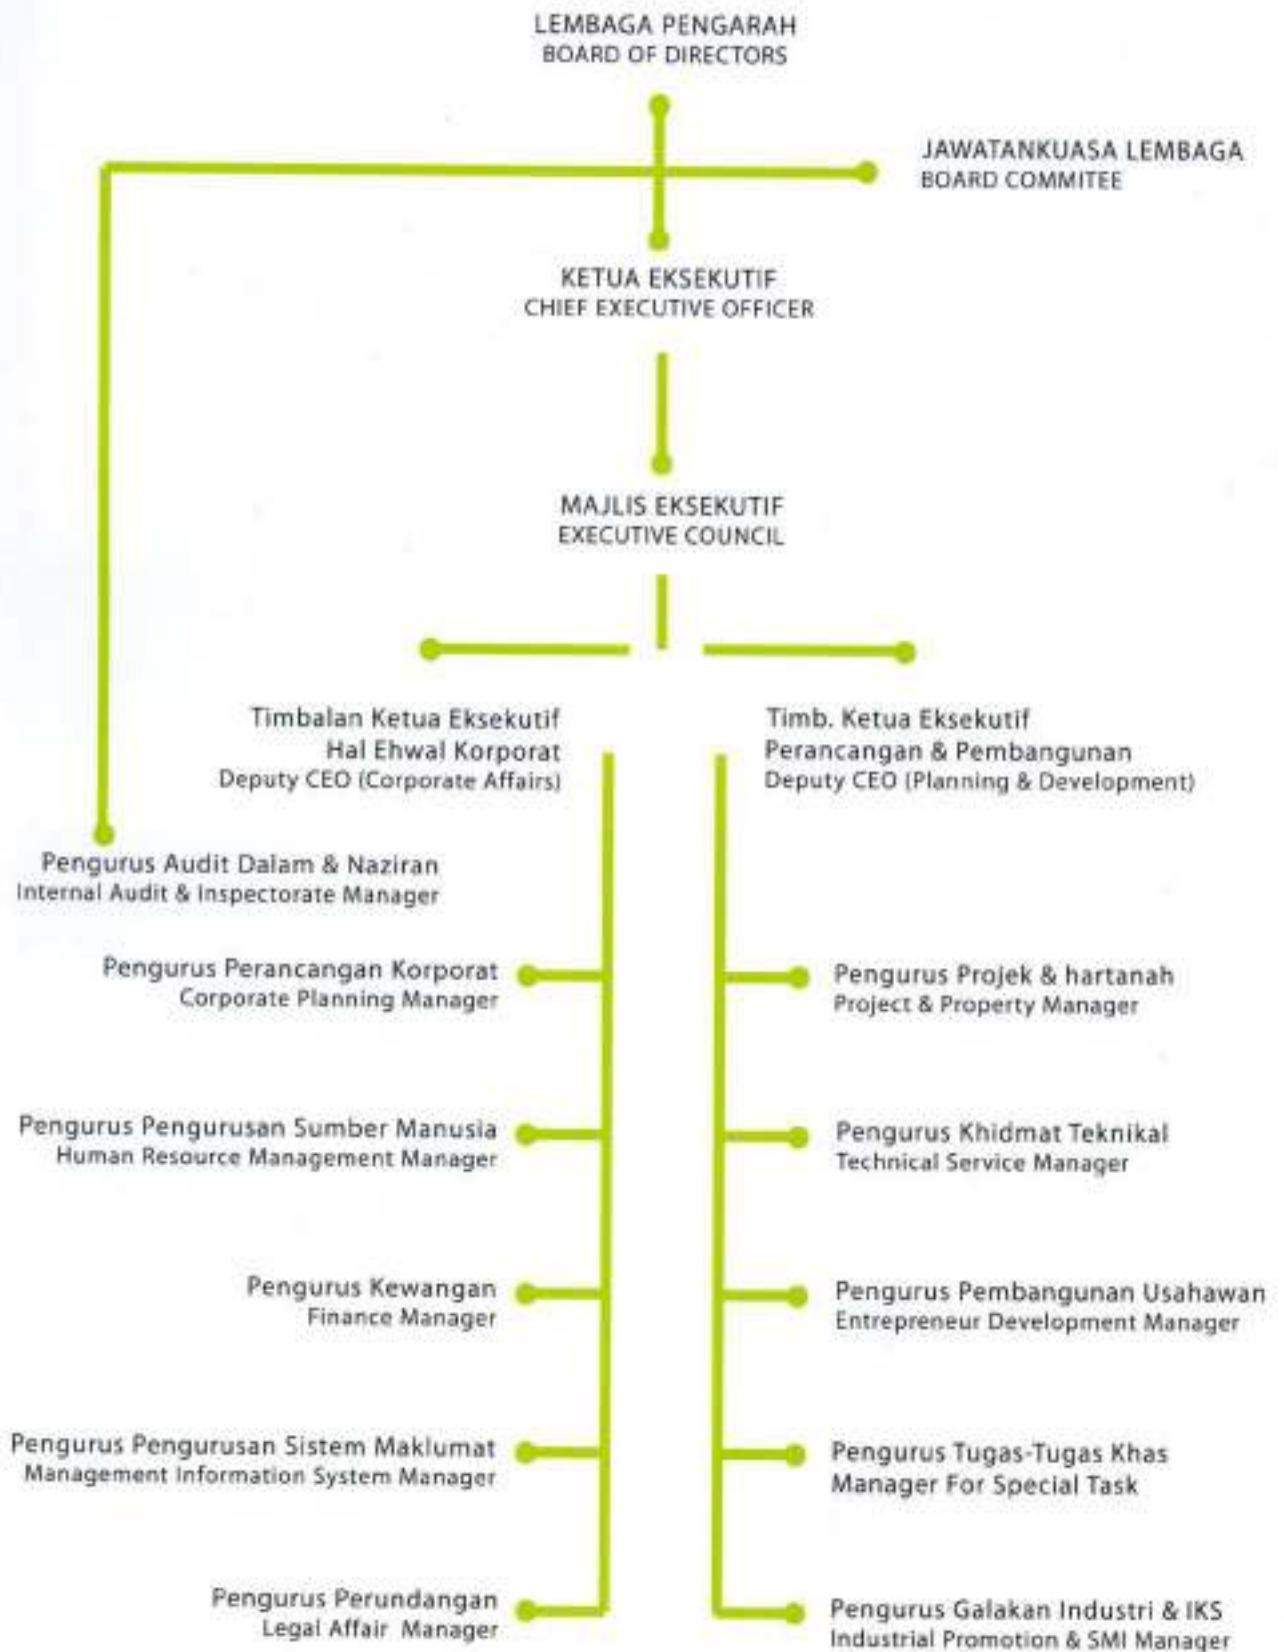 LEMBAGA PENGARAH
BOARD OF DIRECTORS
JAWATANKUASA LEMBAGA
BOARD COMMITEE
KETUA EKSEKUTIF
CHIEF EXECUTIVE OFFICER
MAJLIS EKSEKUTIF
EXECUTIVE COUNCIL
Timbalan Ketua Eksekutif
Hal Ehwal Korporat
Deputy CEO (Corporate Affairs)
Timb. Ketua Eksekutif
Perancangan & Pembangunan
Deputy CEO (Planning & Development)
Pengurus Audit Dalam & Naziran
Internal Audit & Inspectorate Manager
Pengurus Perancangan Korporat
Corporate Planning Manager
Pengurus Projek & hartanah
Project & Property Manager
Pengurus Pengurusan Sumber Manusia
Human Resource Management Manager
Pengurus Khidmat Teknikal
Technical Service Manager
Pengurus Kewangan
Finance Manager
Pengurus Pembangunan Usahawan
Entrepreneur Development Manager
Pengurus Pengurusan Sistem Maklumat
Management Information System Manager
Pengurus Tugas-Tugas Khas
Manager For Special Task
Pengurus Perundangan
Legal Affair Manager
Pengurus Galakan Industri & IKS
Industrial Promotion & SMI Manager